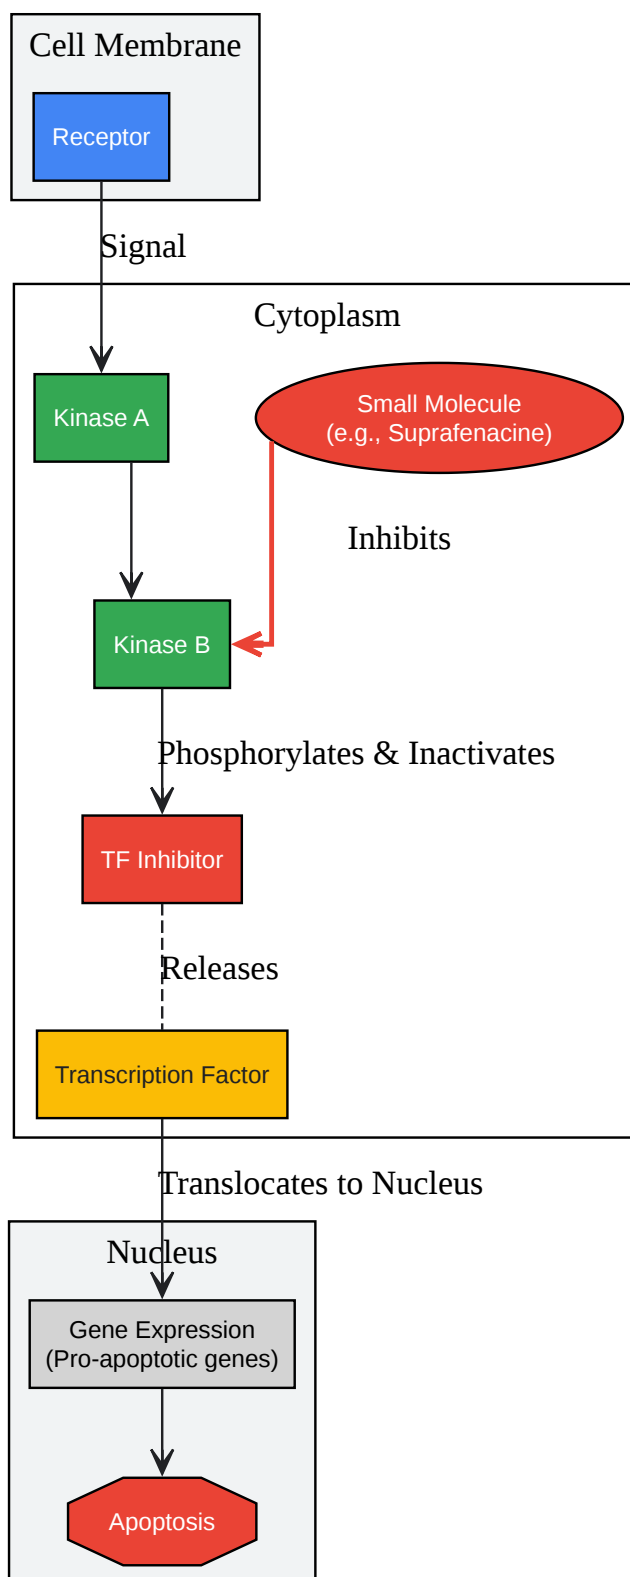 Cell Membrane
Receptor
Signal
Cytoplasm
Small Molecule
(e.g., Suprafenacine)
Kinase A
Inhibits
Kinase B
Phosphorylates & Inactivates
TF Inhibitor
Releases
Transcription Factor
Translocates to Nucleus
Nucleus
Gene Expression
(Pro-apoptotic genes)
Apoptosis